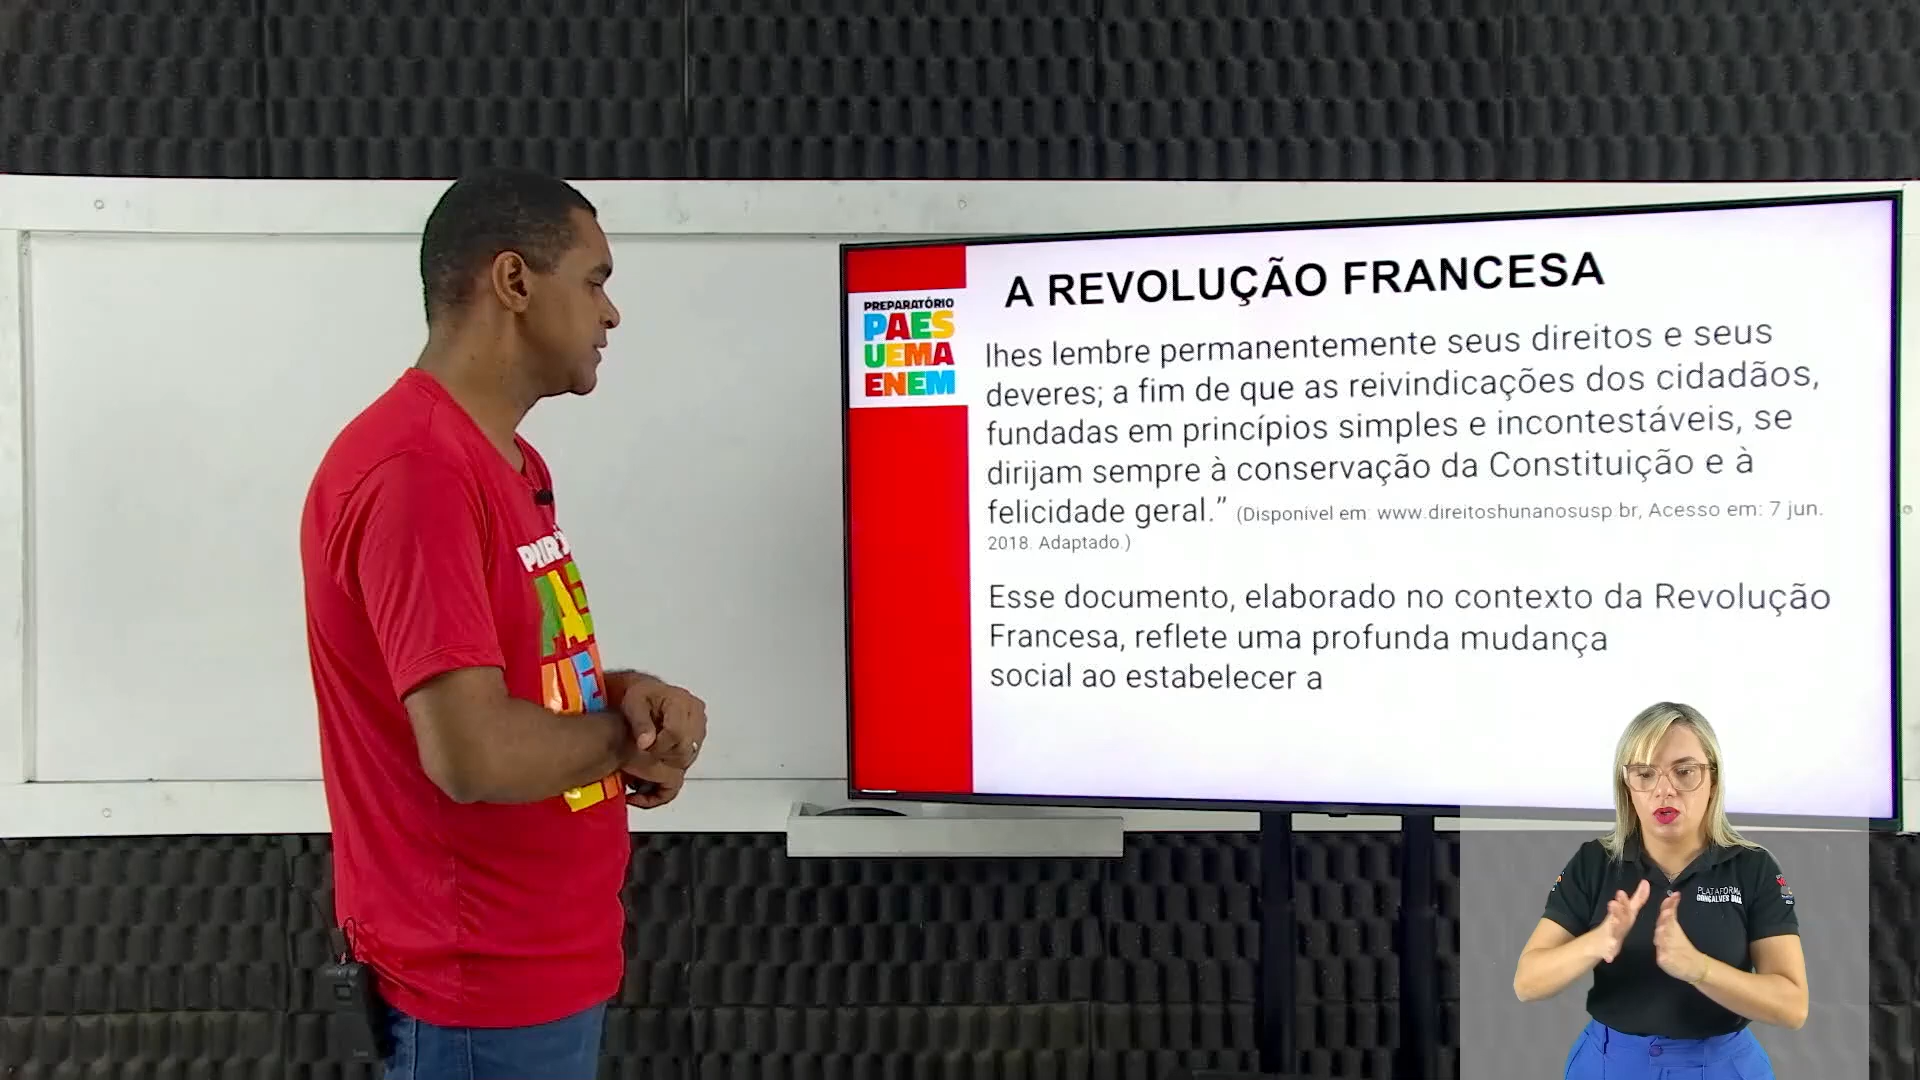 A REVOLUÇÃO FRANCESA
PREPARATÓRIO
PAES
UEMA
ENEM
lhes lembre permanentemente seus direitos e seus
deveres; a fim de que as reivindicações dos cidadãos,
fundadas em princípios simples e incontestáveis, se
dirijam sempre à conservação da Constituição e à
felicidade geral.” (Disponível em: www.direitoshunanosusp.br, Acesso em: 7 jun.
2018. Adaptado.)
Esse documento, elaborado no contexto da Revolução
Francesa, reflete uma profunda mudança
social ao estabelecer a
PLATAFORMA
GONÇALVES DIAS